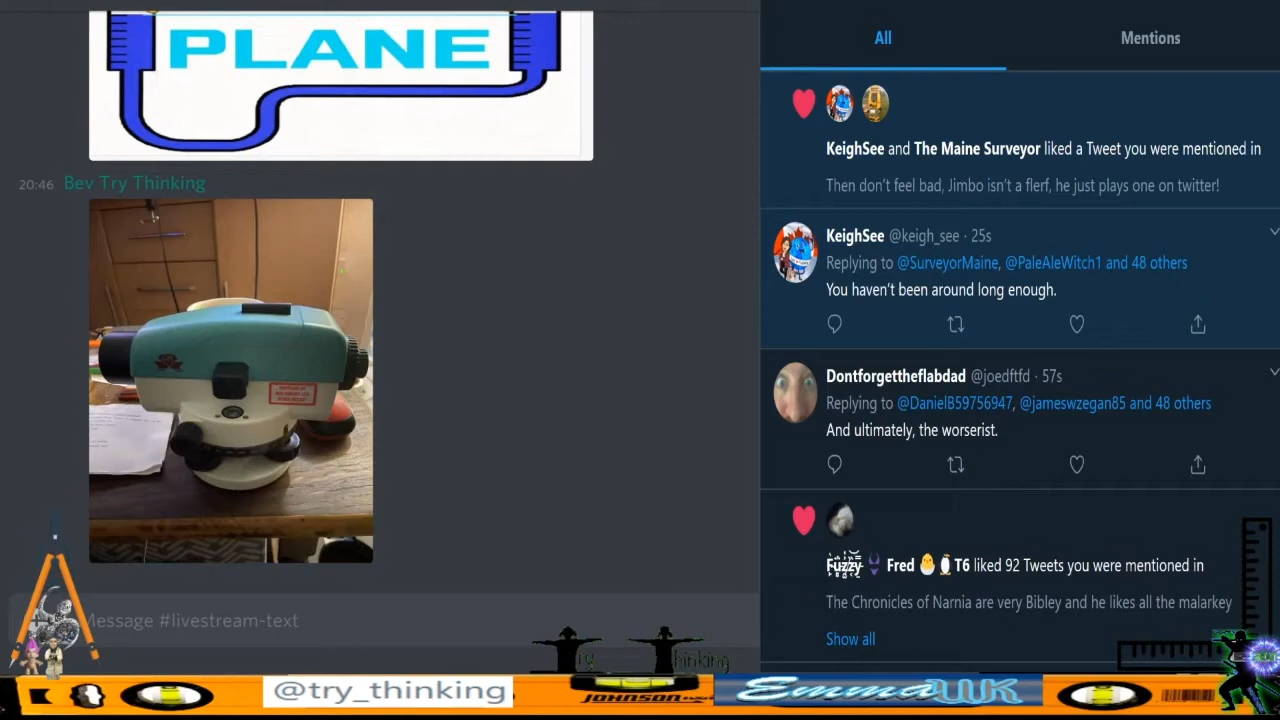 PLANE
20:46 Bev Try Thinking
Message #livestream-text
All Mentions
KeighSee and The Maine Surveyor liked a Tweet you were mentioned in
Then don't feel bad, Jimbo isn't a flerf, he just plays one on twitter!
KeighSee @keigh_see · 25s
Replying to @SurveyorMaine, @PaleAleWitch1 and 48 others
You haven't been around long enough.
Dontforgettheflabdad @joedftfd · 57s
Replying to @DanielB59756947, @jameswzegan85 and 48 others
And ultimately, the worserist.
Fuzzy Fred T6 liked 92 Tweets you were mentioned in
The Chronicles of Narnia are very Bibley and he likes all the malarkey
Show all
Try Thinking
@try_thinking
JOHNSON
EmmaUK